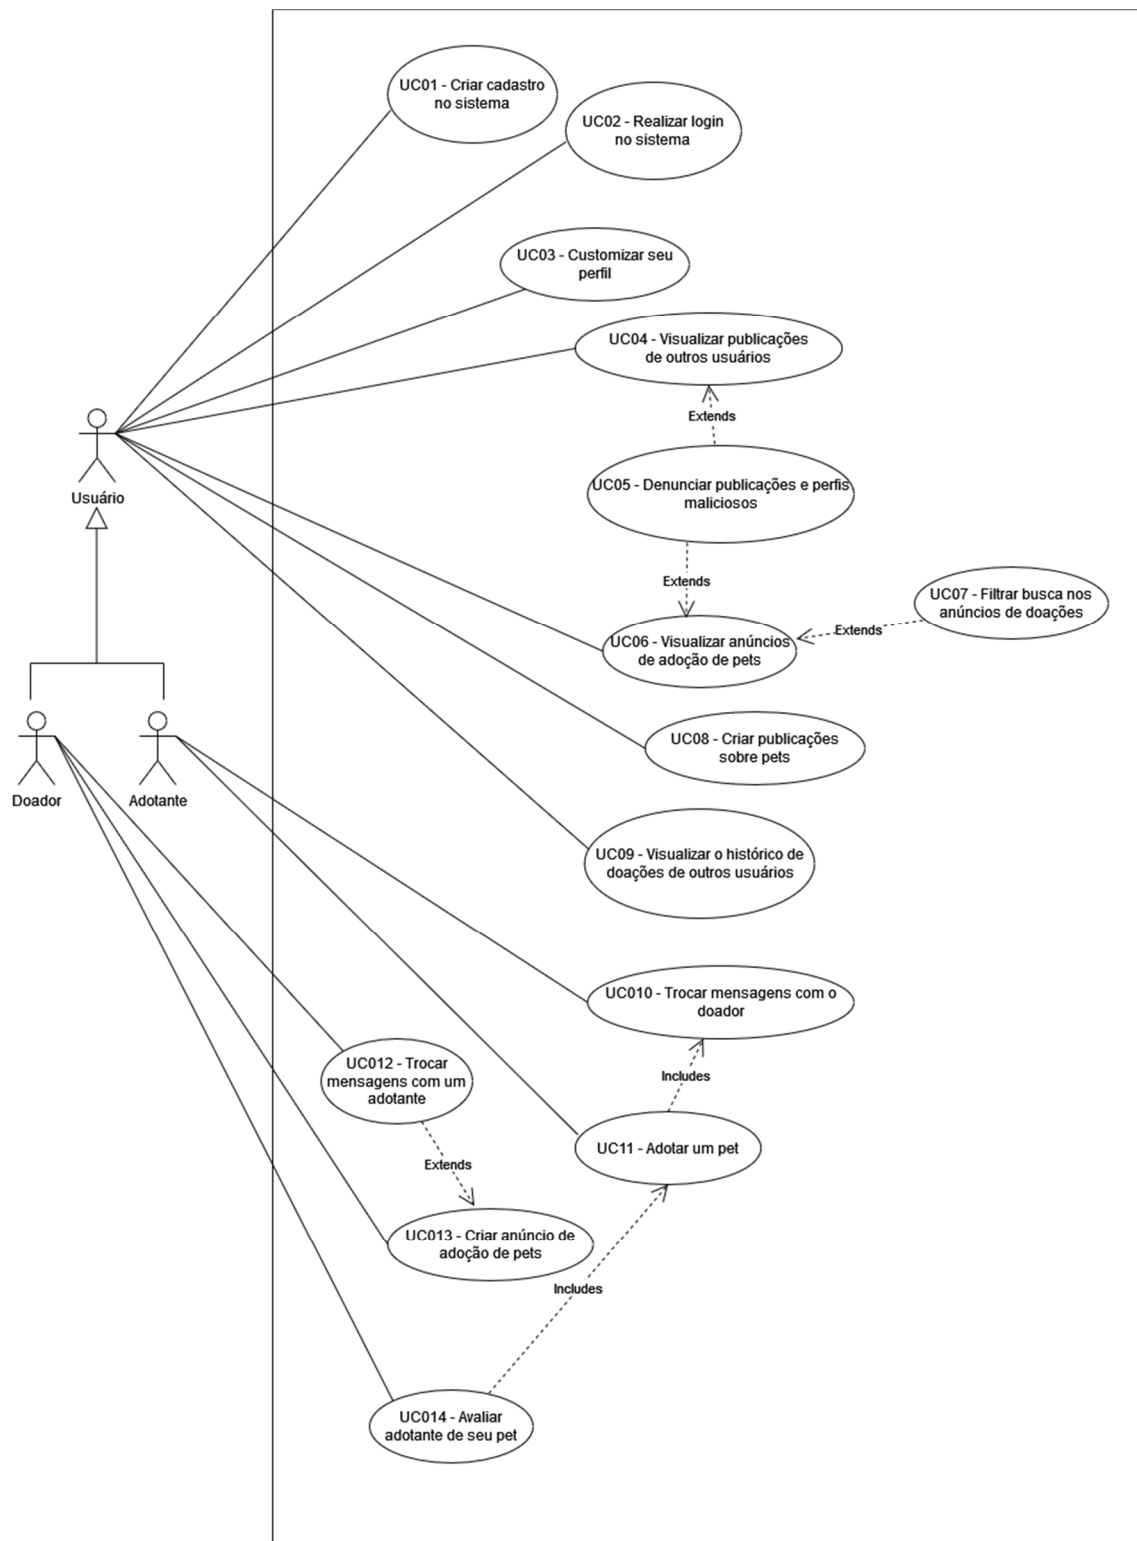 UC01 - Criar cadastro
no sistema
UC02 - Realizar login
no sistema
UC03 - Customizar seu
perfil
UC04 - Visualizar publicações
de outros usuários
Extends
UC05 - Denunciar publicações e perfis
maliciosos
Extends
UC07 - Filtrar busca nos
anúncios de doações
Extends
UC06 - Visualizar anúncios
de adoção de pets
Usuário
UC08 - Criar publicações
sobre pets
Doador
Adotante
UC09 - Visualizar o histórico de
doações de outros usuários
UC010 - Trocar mensagens com o
doador
Includes
UC012 - Trocar
mensagens com um
adotante
UC11 - Adotar um pet
Extends
UC013 - Criar anúncio de
adoção de pets
Includes
UC014 - Avaliar
adotante de seu pet